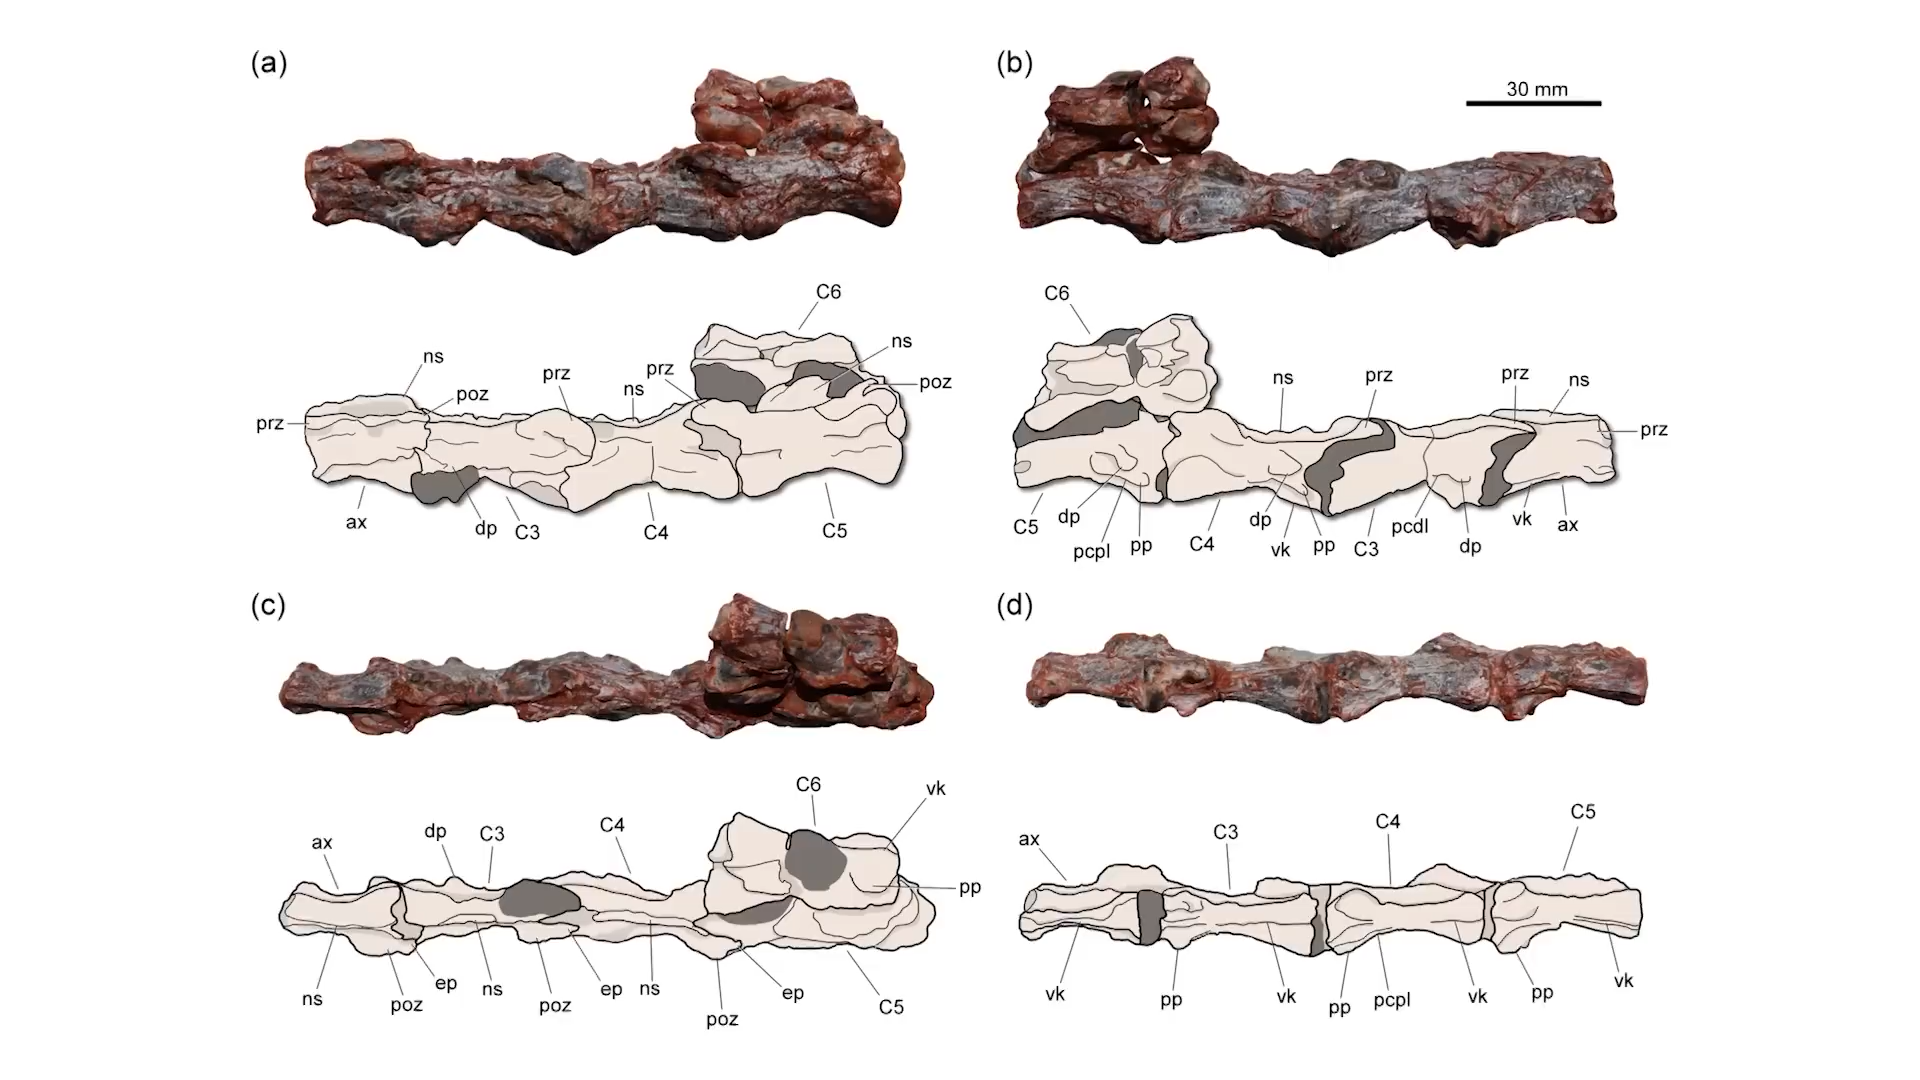 (a)
(b)
30 mm
C6
ns
ns
prz
prz
poz
ns
poz
prz
ax
dp
C3
C4
C5
C6
ns
prz
prz
ns
prz
C5
dp
pcpl
pp
C4
dp
vk
pp
C3
pcdl
dp
vk
ax
(c)
(d)
C6
vk
ax
dp
C3
C4
pp
ns
poz
ep
ns
poz
ep
ns
poz
ep
C5
ax
C3
C4
C5
vk
pp
vk
pp
pcpl
vk
pp
vk